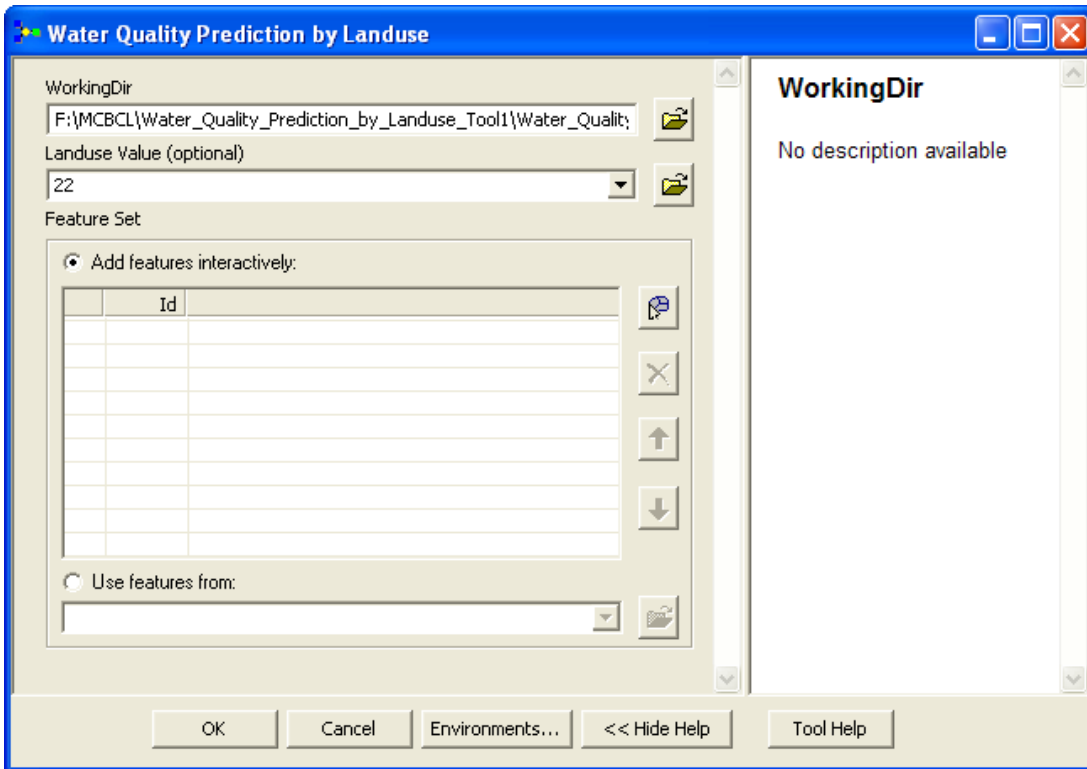 Water Quality Prediction by Landuse
WorkingDir
F:\MCBCL\Water_Quality_Prediction_by_Landuse_Tool1\Water_Quality
Landuse Value (optional)
22
Feature Set
Add features interactively:
Id
Use features from:
OK
Cancel
Environments...
<< Hide Help
WorkingDir
No description available
Tool Help